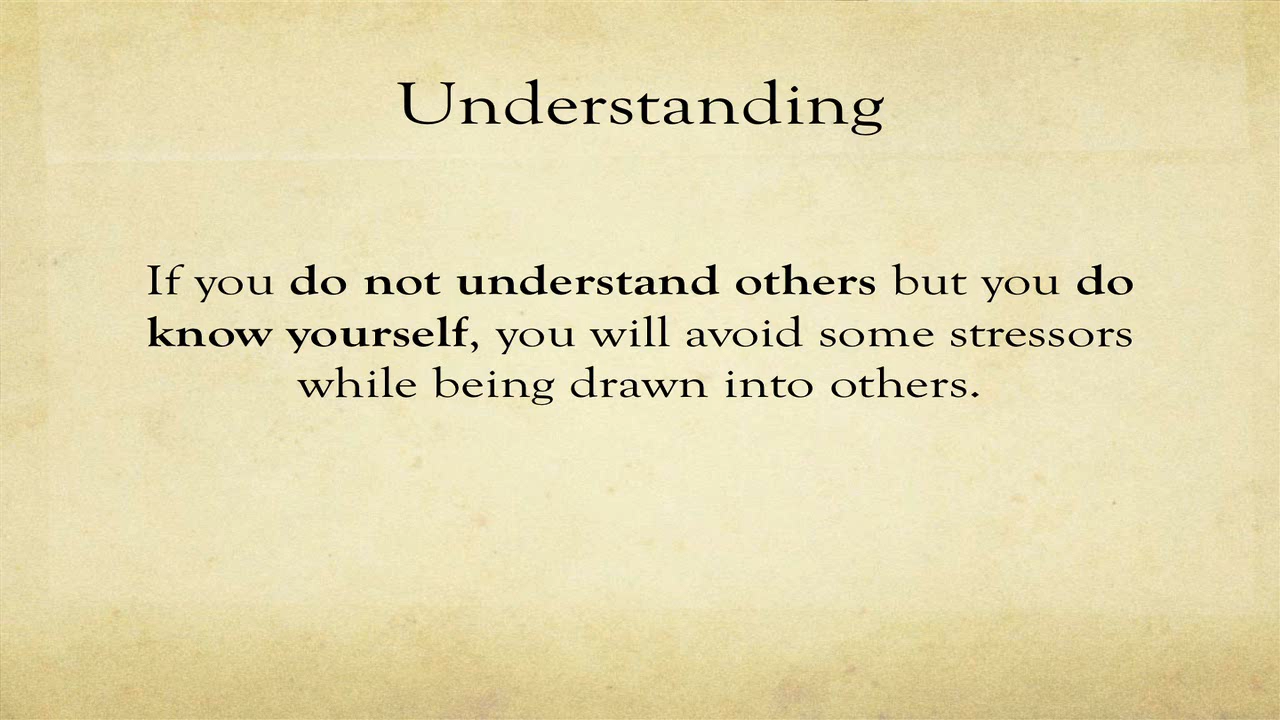 Understanding
If you do not understand others but you do
know yourself, you will avoid some stressors
while being drawn into others.